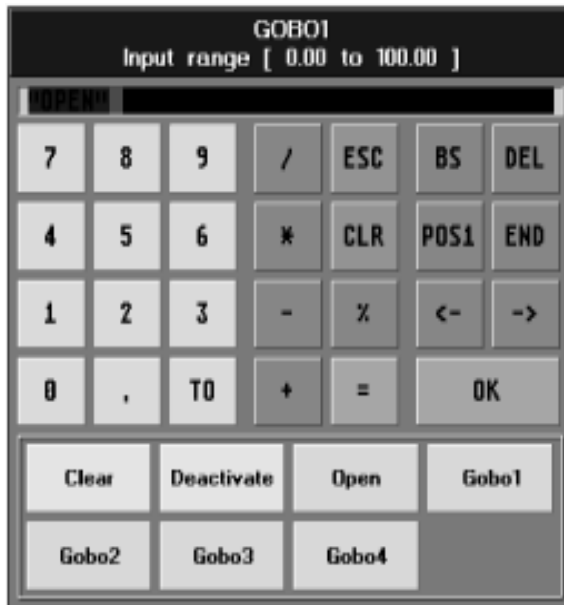 GOBO1
Input range [ 0.00 to 100.00 ]
"OPEN"
7 8 9 / ESC BS DEL
4 5 6 * CLR POS1 END
1 2 3 - % <- ->
0 , TO + = OK
Clear Deactivate Open Gobo1
Gobo2 Gobo3 Gobo4